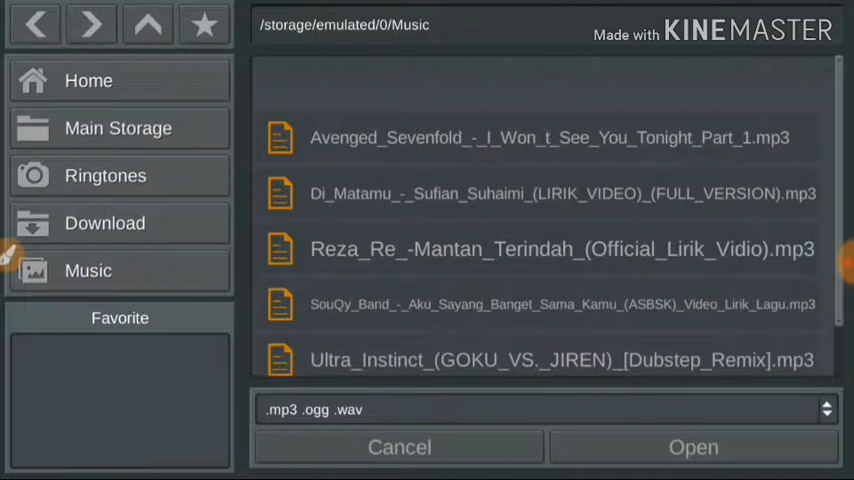 /storage/emulated/0/Music
Made with KINEMASTER
Home
Main Storage
Ringtones
Download
Music
Favorite
Avenged_Sevenfold_-_I_Won_t_See_You_Tonight_Part_1.mp3
Di_Matamu_-_Sufian_Suhaimi_(LIRIK_VIDEO)_(FULL_VERSION).mp3
Reza_Re_-Mantan_Terindah_(Official_Lirik_Vidio).mp3
SouQy_Band_-_Aku_Sayang_Banget_Sama_Kamu_(ASBSK)_Video_Lirik_Lagu.mp3
Ultra_Instinct_(GOKU_VS._JIREN)_[Dubstep_Remix].mp3
.mp3 .ogg .wav
Cancel
Open